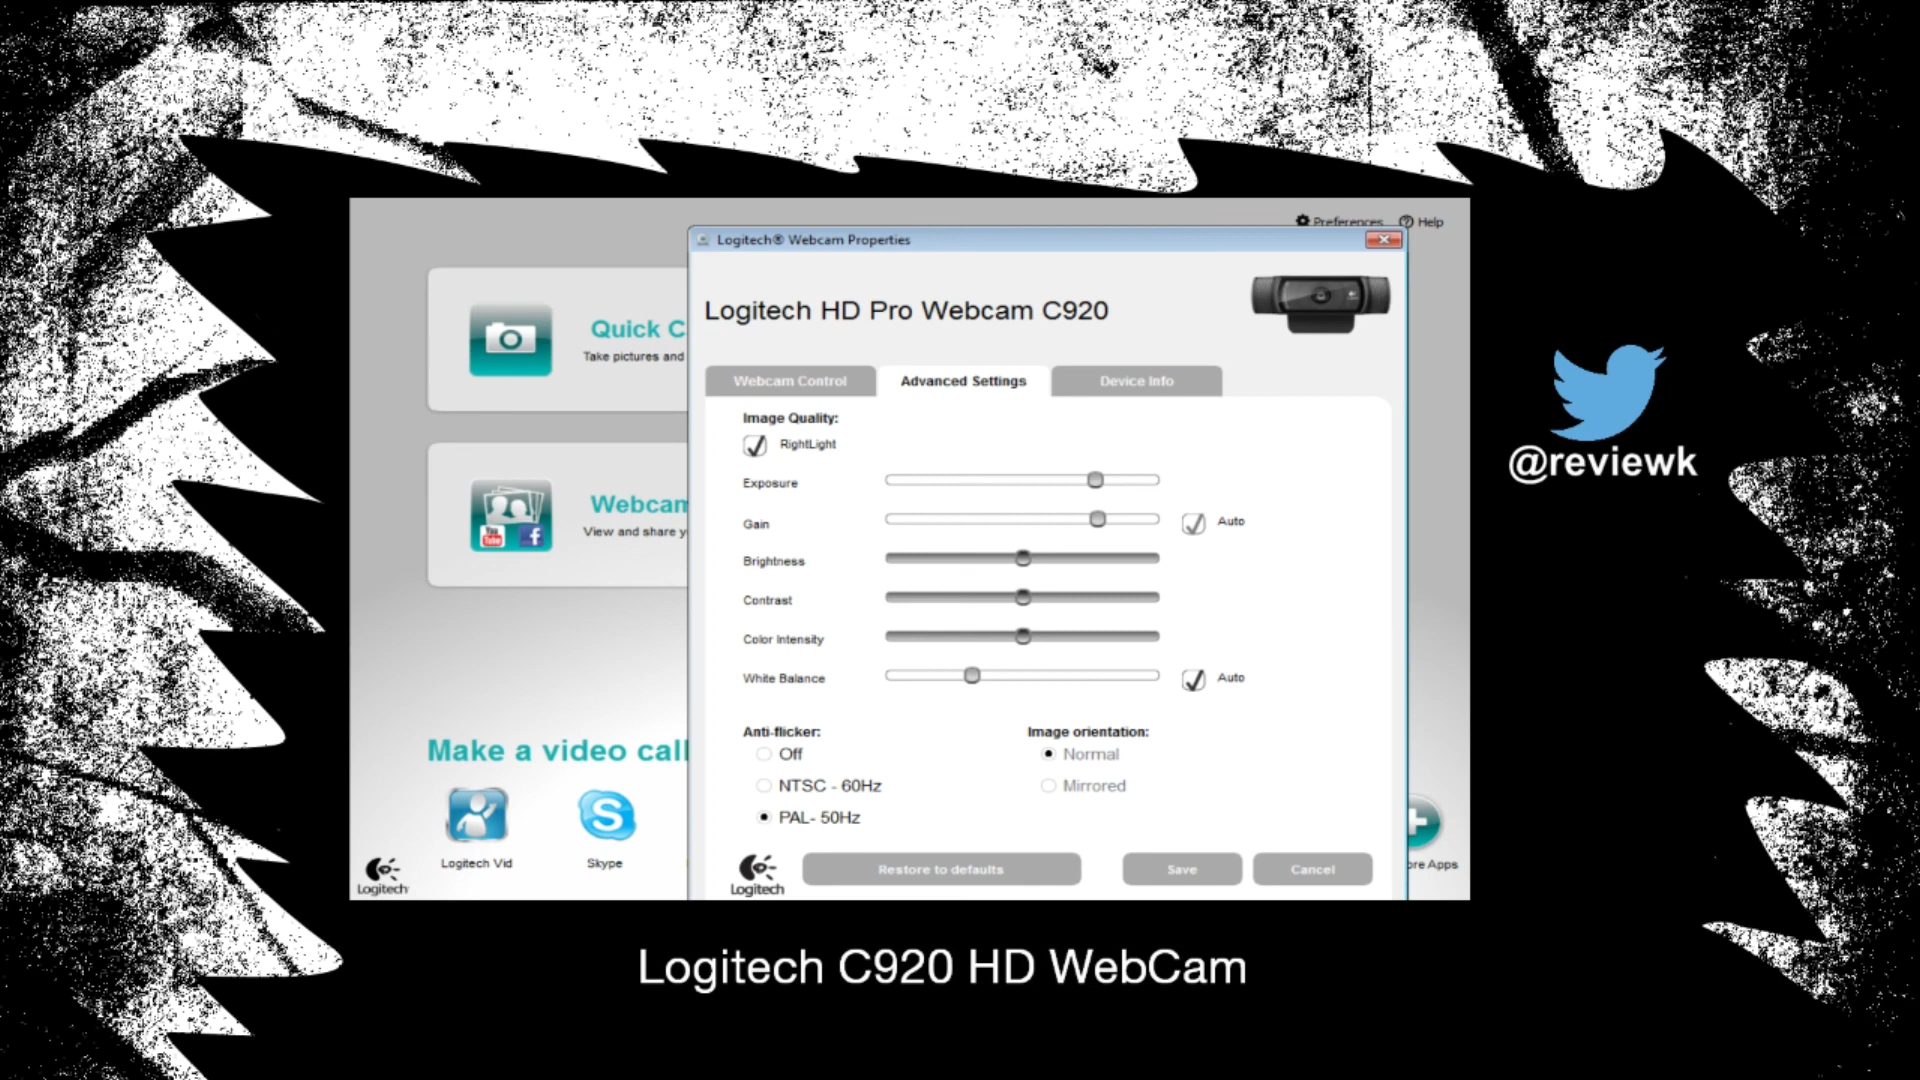 Preferences Help
Logitech® Webcam Properties
Logitech HD Pro Webcam C920
Quick C
Take pictures and
Webcam Control Advanced Settings Device Info
Image Quality:
RightLight
Exposure
Gain Auto
Brightness
Contrast
Color Intensity
White Balance Auto
Webcam
View and share y
You
Tube f
@reviewk
Anti-flicker:
Off
NTSC - 60Hz
PAL- 50Hz
Image orientation:
Normal
Mirrored
Make a video call
S
Logitech Vid Skype
ore Apps
Logitech
Logitech
Restore to defaults Save Cancel
Logitech C920 HD WebCam